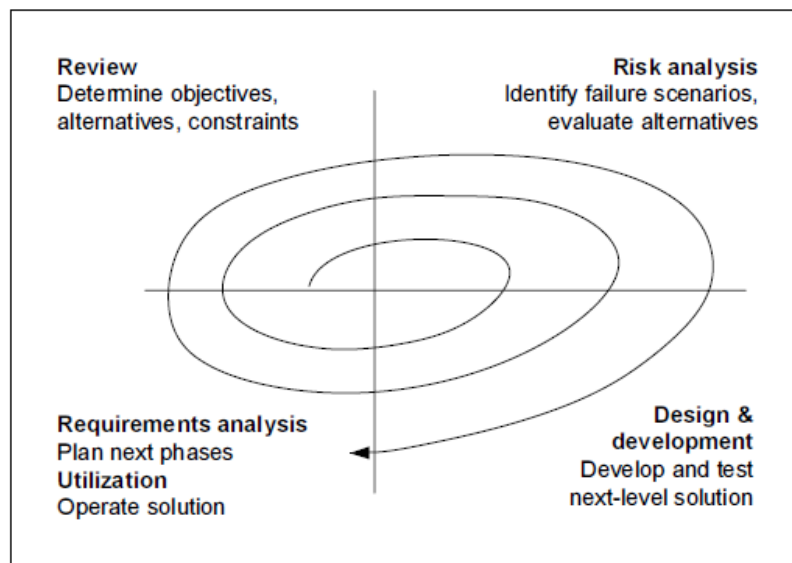 Review
Determine objectives,
alternatives, constraints
Risk analysis
Identify failure scenarios,
evaluate alternatives
Requirements analysis
Plan next phases
Utilization
Operate solution
Design &
development
Develop and test
next-level solution